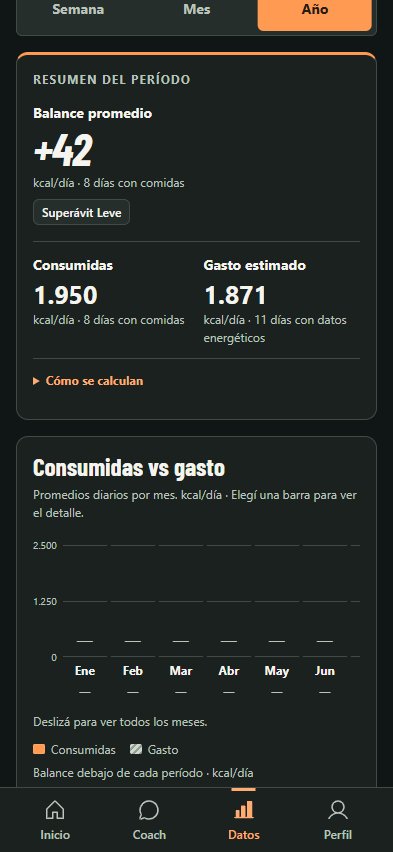 Semana Mes Año
RESUMEN DEL PERÍODO
Balance promedio
+42
kcal/día · 8 días con comidas
Superávit Leve
Consumidas Gasto estimado
1.950 1.871
kcal/día · 8 días con comidas kcal/día · 11 días con datos
energéticos
Cómo se calculan
Consumidas vs gasto
Promedios diarios por mes. kcal/día · Elegí una barra para ver
el detalle.
2.500
1.250
— — — — — —
0
Ene Feb Mar Abr May Jun
— — — — — —
Deslizá para ver todos los meses.
Consumidas Gasto
Balance debajo de cada período · kcal/día
Inicio Coach Datos Perfil